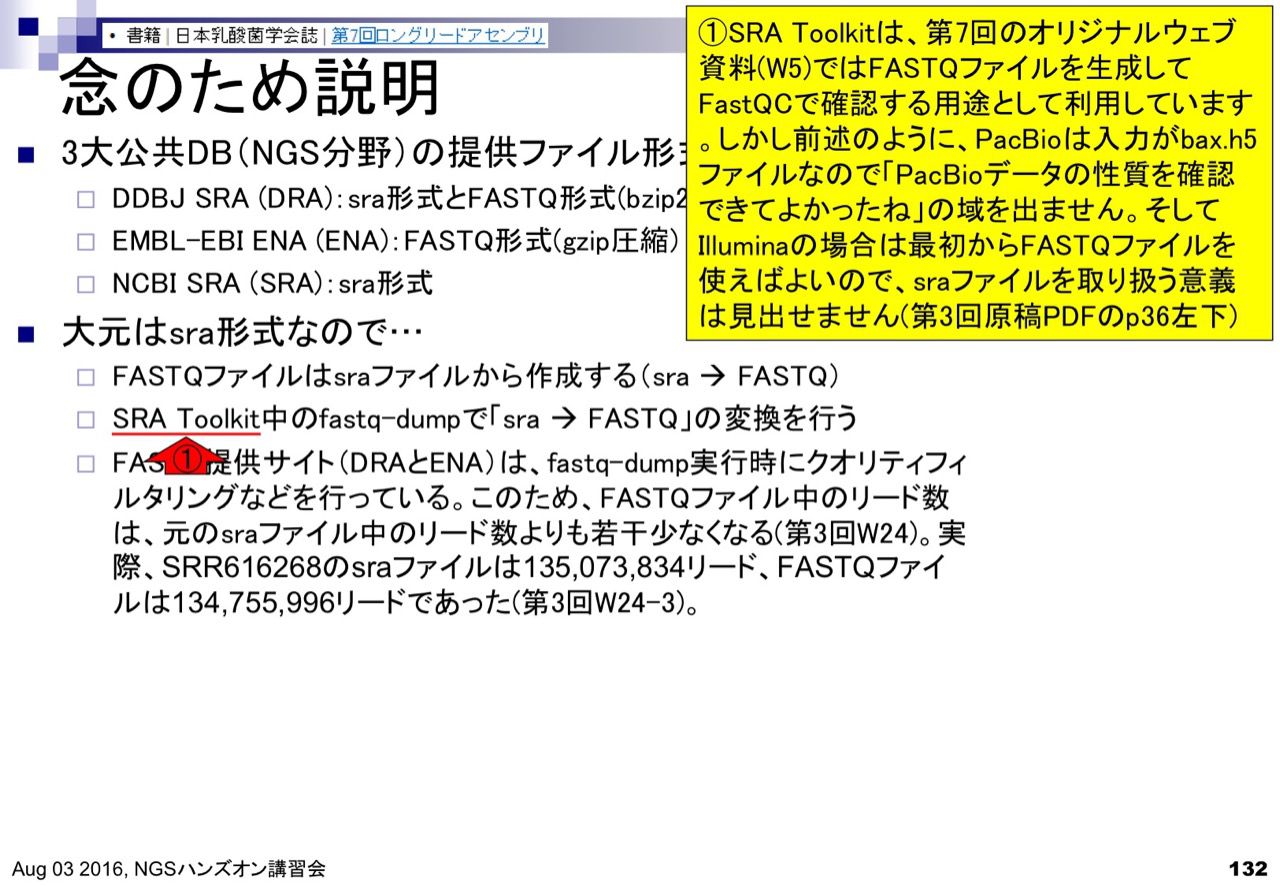 • 書籍 | 日本乳酸菌学会誌 | 第7回ロングリードアセンブリ
念のため説明
■ 3大公共DB(NGS分野)の提供ファイル形
□ DDBJ SRA (DRA):sra形式とFASTQ形式(bzip2
□ EMBL-EBI ENA (ENA):FASTQ形式(gzip圧縮)
□ NCBI SRA (SRA):sra形式
■ 大元はsra形式なので…
□ FASTQファイルはsraファイルから作成する(sra → FASTQ)
□ SRA Toolkit中のfastq-dumpで「sra → FASTQ」の変換を行う
①
□ FAS 提供サイト(DRAとENA)は、fastq-dump実行時にクオリティフィ
ルタリングなどを行っている。このため、FASTQファイル中のリード数
は、元のsraファイル中のリード数よりも若干少なくなる(第3回W24)。実
際、SRR616268のsraファイルは135,073,834リード、FASTQファイ
ルは134,755,996リードであった(第3回W24-3)。
①SRA Toolkitは、第7回のオリジナルウェブ
資料(W5)ではFASTQファイルを生成して
FastQCで確認する用途として利用しています
。しかし前述のように、PacBioは入力がbax.h5
ファイルなので「PacBioデータの性質を確認
できてよかったね」の域を出ません。そして
Illuminaの場合は最初からFASTQファイルを
使えばよいので、sraファイルを取り扱う意義
は見出せません(第3回原稿PDFのp36左下)
Aug 03 2016, NGSハンズオン講習会
132